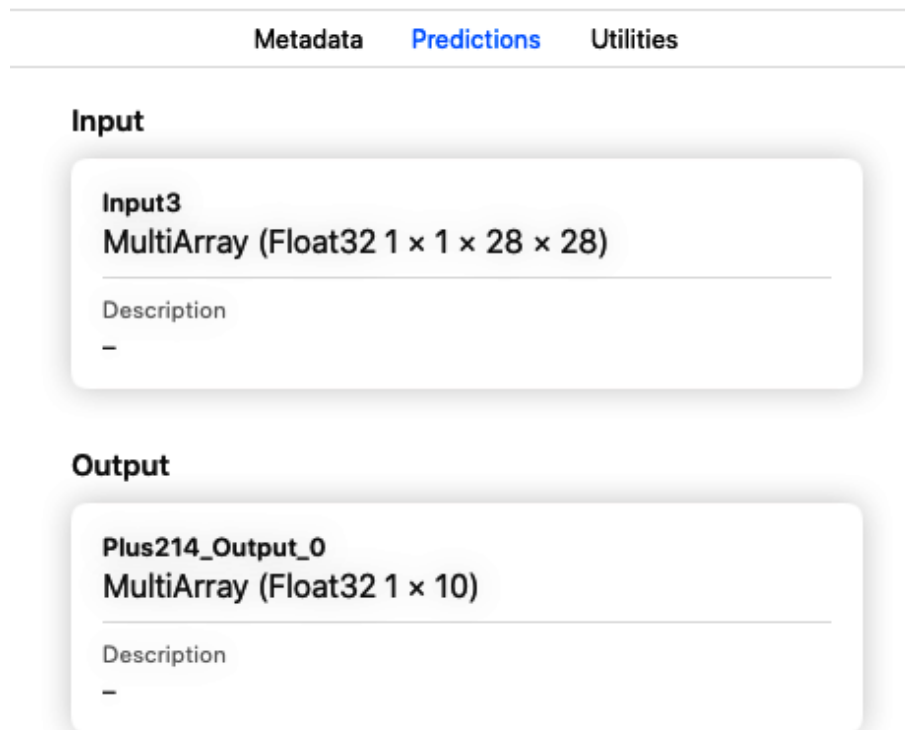 Metadata Predictions Utilities
Input
Input3
MultiArray (Float32 1 × 1 × 28 × 28)
Description
–
Output
Plus214_Output_0
MultiArray (Float32 1 × 10)
Description
–